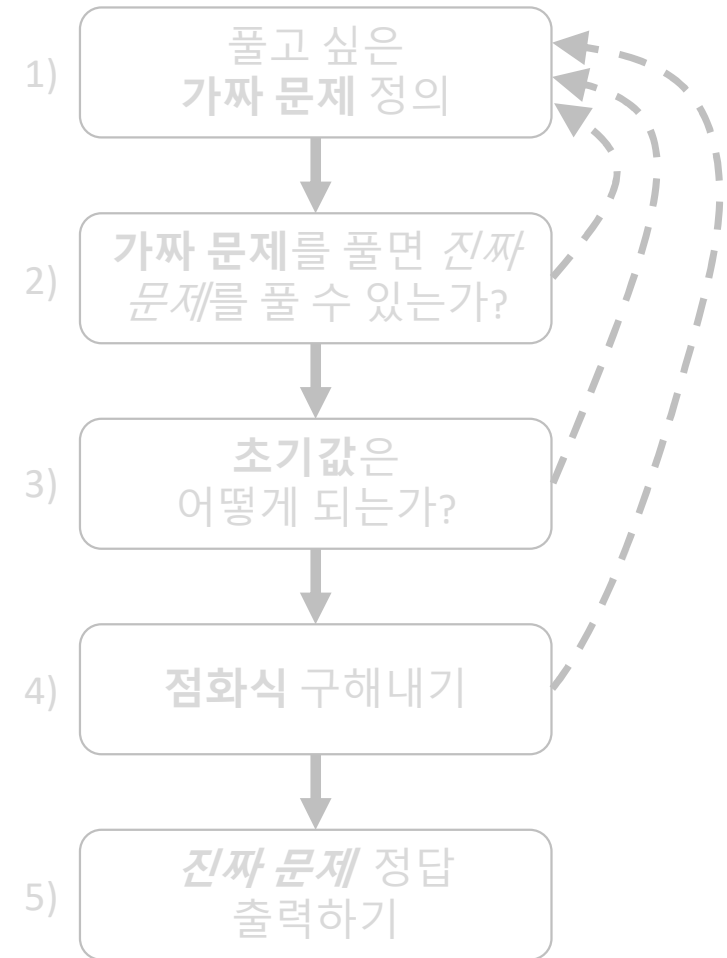 1)
풀고 싶은
가짜 문제 정의
2)
가짜 문제를 풀면 진짜
문제를 풀 수 있는가?
3)
초기값은
어떻게 되는가?
4)
점화식 구해내기
5)
진짜 문제 정답
출력하기